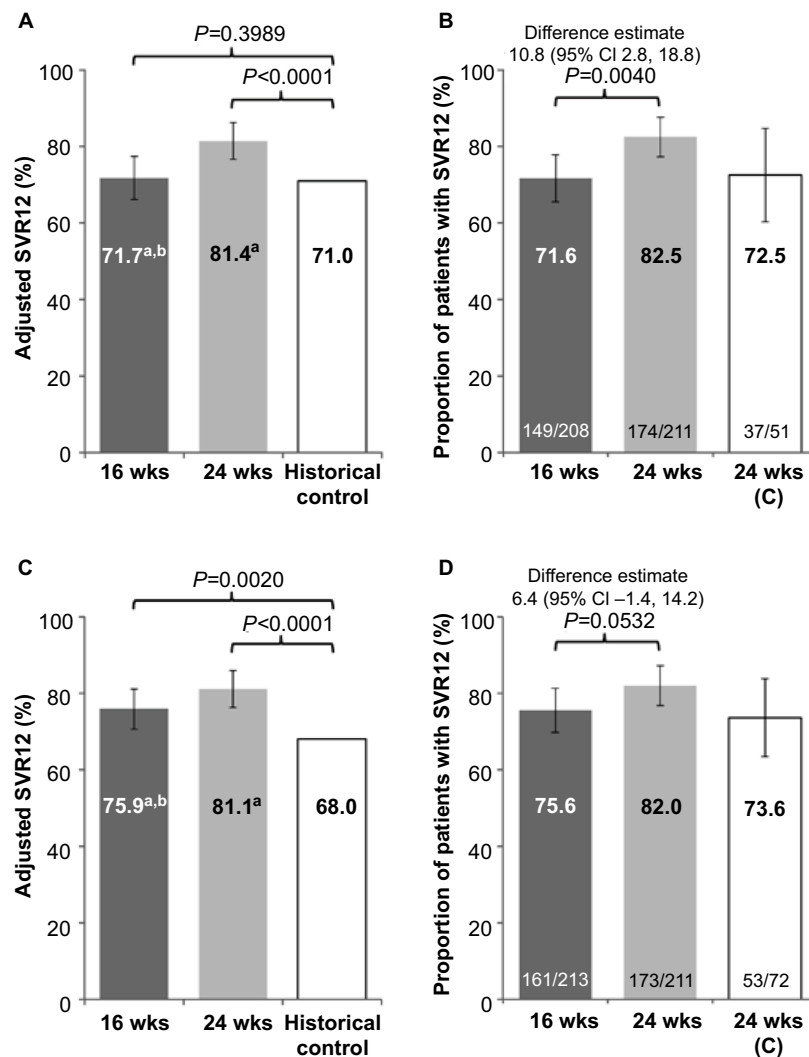 A
P=0.3989
P<0.0001
Adjusted SVR12 (%)
100
80
60
40
20
0
71.7a,b
81.4a
71.0
16 wks
24 wks
Historical
control
B
Difference estimate
10.8 (95% CI 2.8, 18.8)
P=0.0040
Proportion of patients with SVR12 (%)
100
80
60
40
20
0
71.6
82.5
72.5
149/208
174/211
37/51
16 wks
24 wks
24 wks
(C)
C
P=0.0020
P<0.0001
Adjusted SVR12 (%)
100
80
60
40
20
0
75.9a,b
81.1a
68.0
16 wks
24 wks
Historical
control
D
Difference estimate
6.4 (95% CI –1.4, 14.2)
P=0.0532
Proportion of patients with SVR12 (%)
100
80
60
40
20
0
75.6
82.0
73.6
161/213
173/211
53/72
16 wks
24 wks
24 wks
(C)